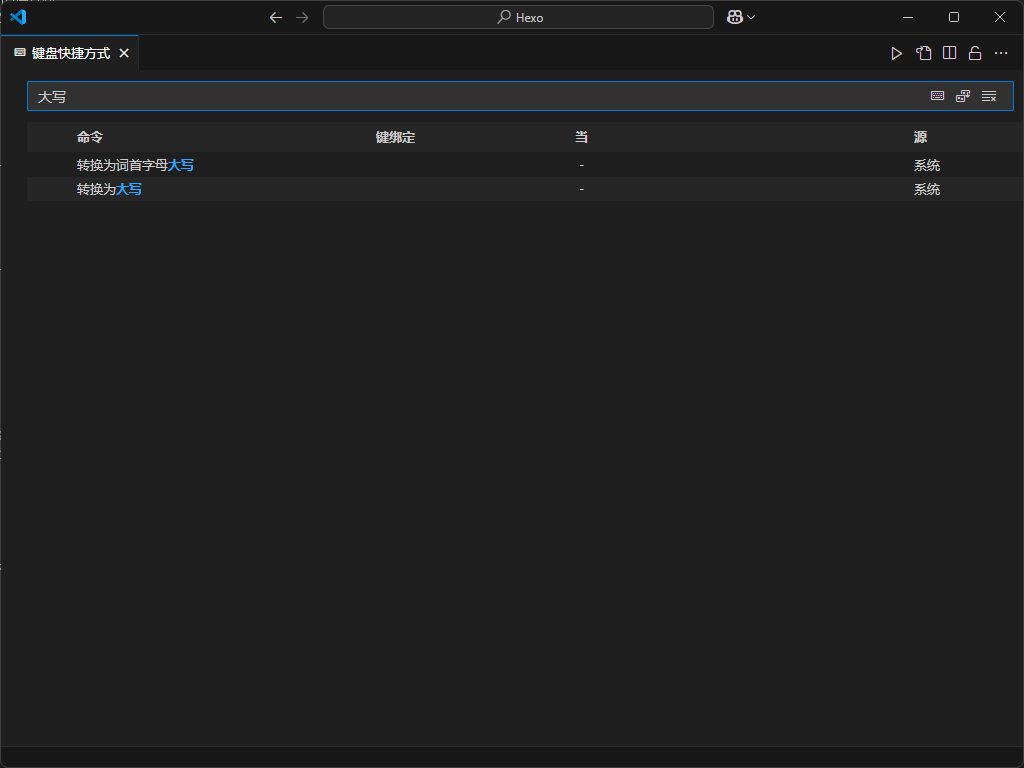 Hexo
键盘快捷方式
大写
命令 键绑定 当 源
转换为词首字母大写 - 系统
转换为大写 - 系统